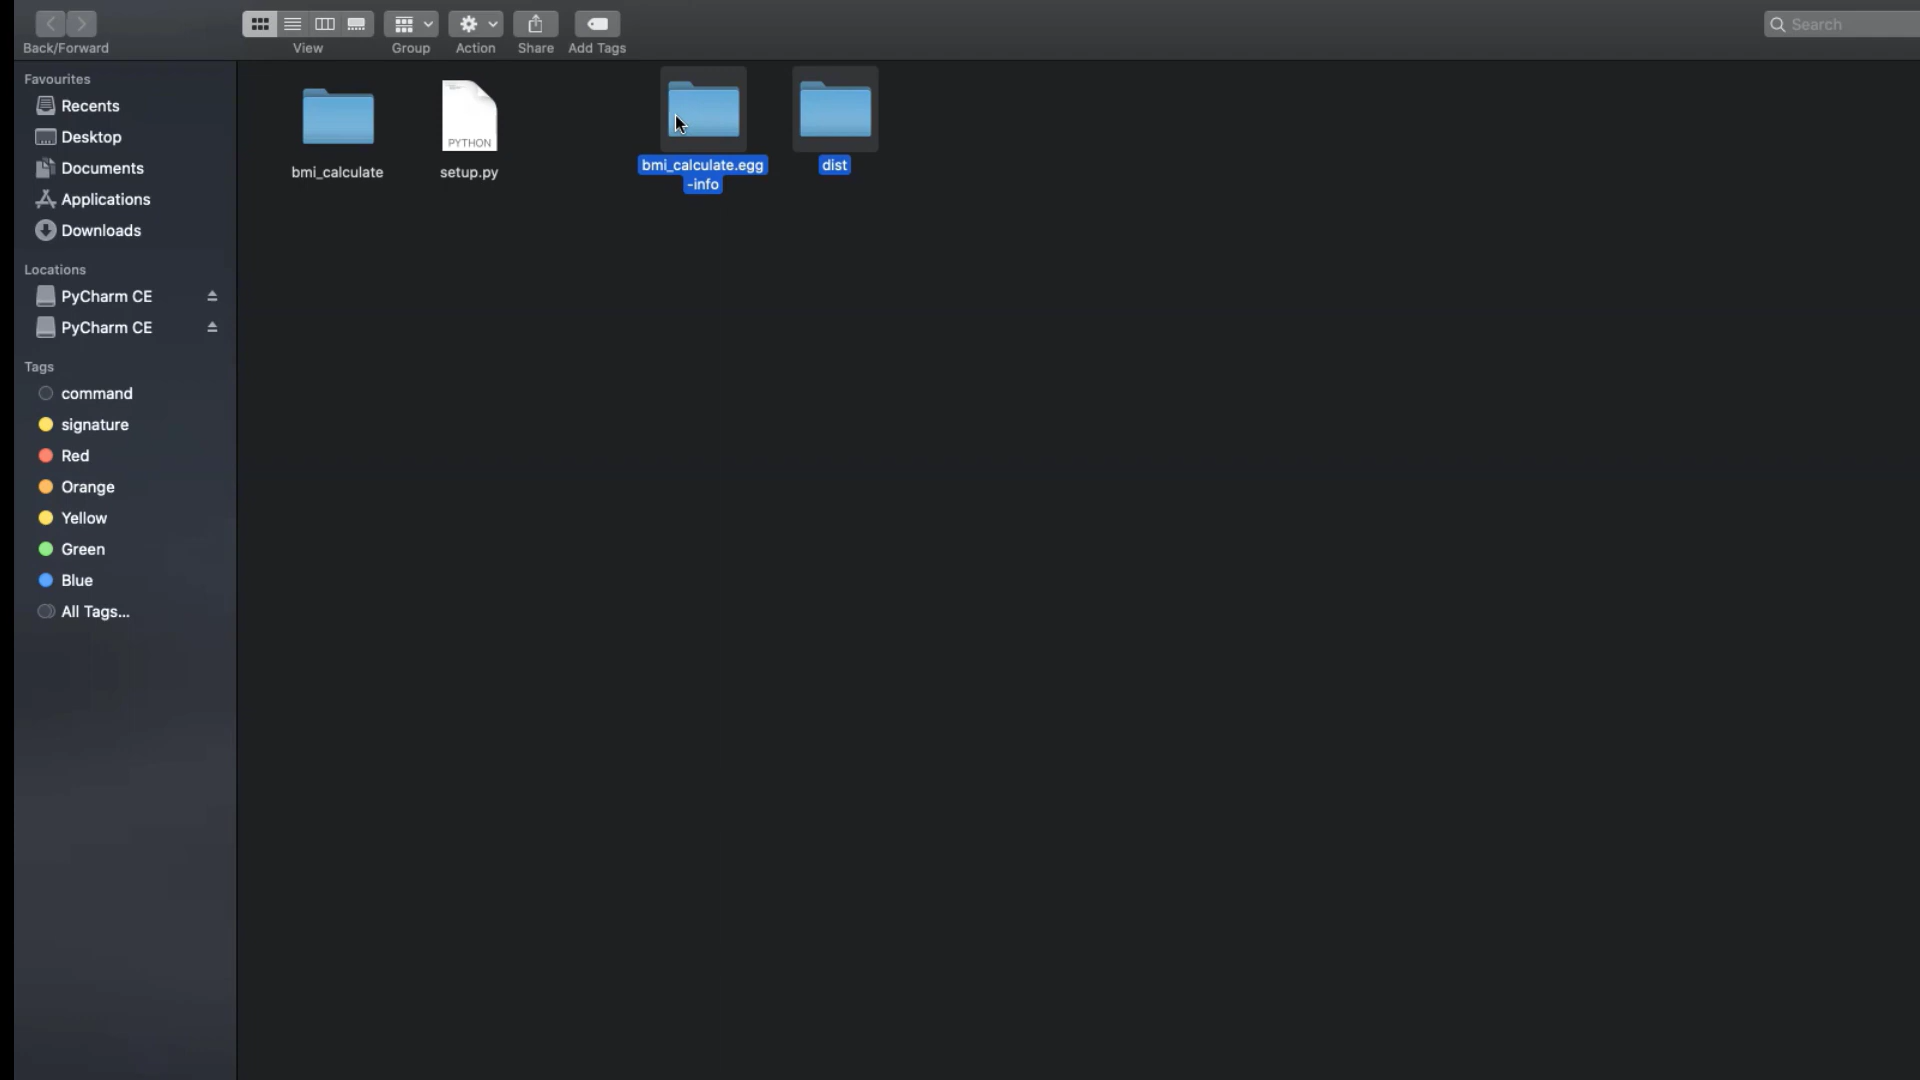 Back/Forward
View
Group
Action
Share
Add Tags
Search
Favourites
Recents
Desktop
Documents
Applications
Downloads
Locations
PyCharm CE
PyCharm CE
Tags
command
signature
Red
Orange
Yellow
Green
Blue
All Tags...
bmi_calculate
PYTHON
setup.py
bmi_calculate.egg
-info
dist